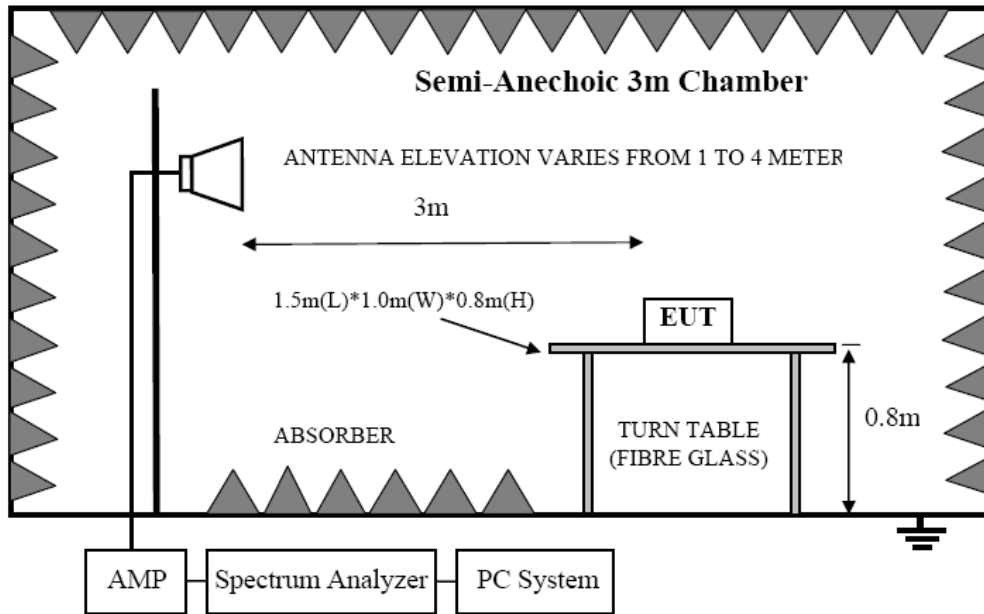 Semi-Anechoic 3m Chamber
ANTENNA ELEVATION VARIES FROM 1 TO 4 METER
3m
1.5m(L)*1.0m(W)*0.8m(H)
EUT
0.8m
ABSORBER
TURN TABLE
(FIBRE GLASS)
AMP
Spectrum Analyzer
PC System